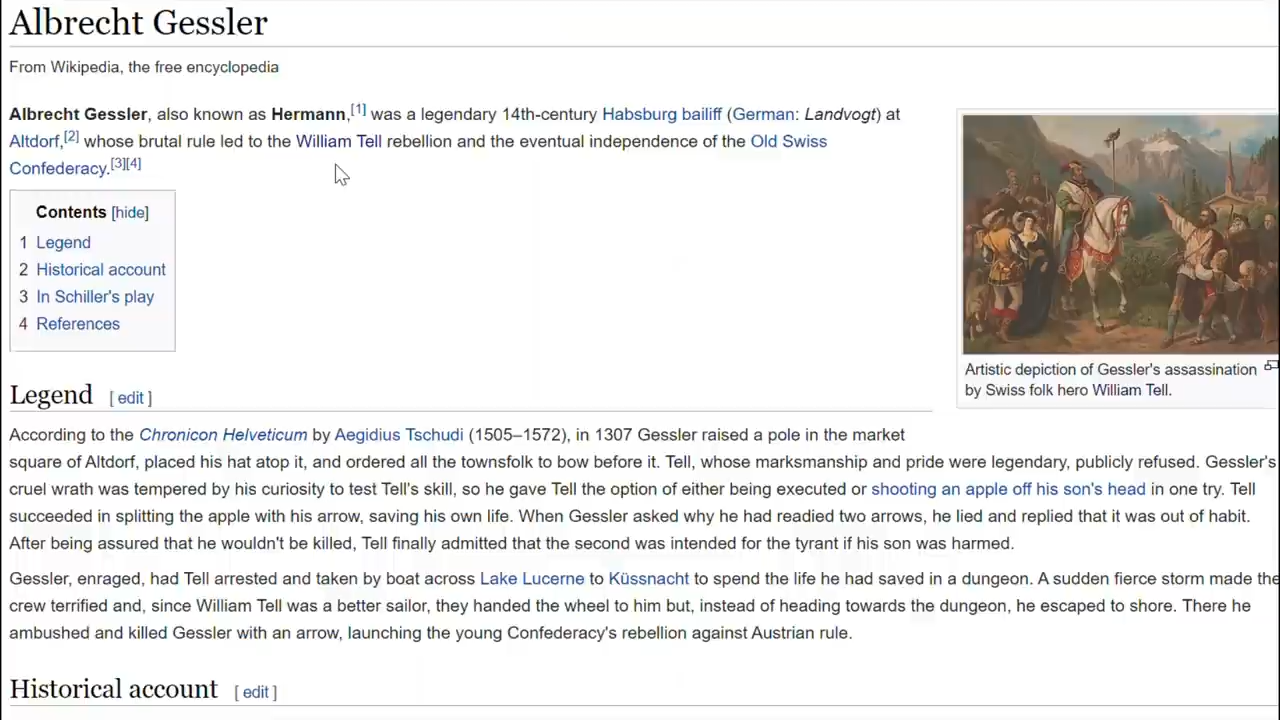 Albrecht Gessler
From Wikipedia, the free encyclopedia
Albrecht Gessler, also known as Hermann,[1] was a legendary 14th-century Habsburg bailiff (German: Landvogt) at
Altdorf,[2] whose brutal rule led to the William Tell rebellion and the eventual independence of the Old Swiss
Confederacy.[3][4]
Contents [hide]
1 Legend
2 Historical account
3 In Schiller's play
4 References
Artistic depiction of Gessler's assassination
by Swiss folk hero William Tell.
Legend [ edit ]
According to the Chronicon Helveticum by Aegidius Tschudi (1505–1572), in 1307 Gessler raised a pole in the market
square of Altdorf, placed his hat atop it, and ordered all the townsfolk to bow before it. Tell, whose marksmanship and pride were legendary, publicly refused. Gessler's
cruel wrath was tempered by his curiosity to test Tell's skill, so he gave Tell the option of either being executed or shooting an apple off his son's head in one try. Tell
succeeded in splitting the apple with his arrow, saving his own life. When Gessler asked why he had readied two arrows, he lied and replied that it was out of habit.
After being assured that he wouldn't be killed, Tell finally admitted that the second was intended for the tyrant if his son was harmed.
Gessler, enraged, had Tell arrested and taken by boat across Lake Lucerne to Küssnacht to spend the life he had saved in a dungeon. A sudden fierce storm made the
crew terrified and, since William Tell was a better sailor, they handed the wheel to him but, instead of heading towards the dungeon, he escaped to shore. There he
ambushed and killed Gessler with an arrow, launching the young Confederacy's rebellion against Austrian rule.
Historical account [ edit ]